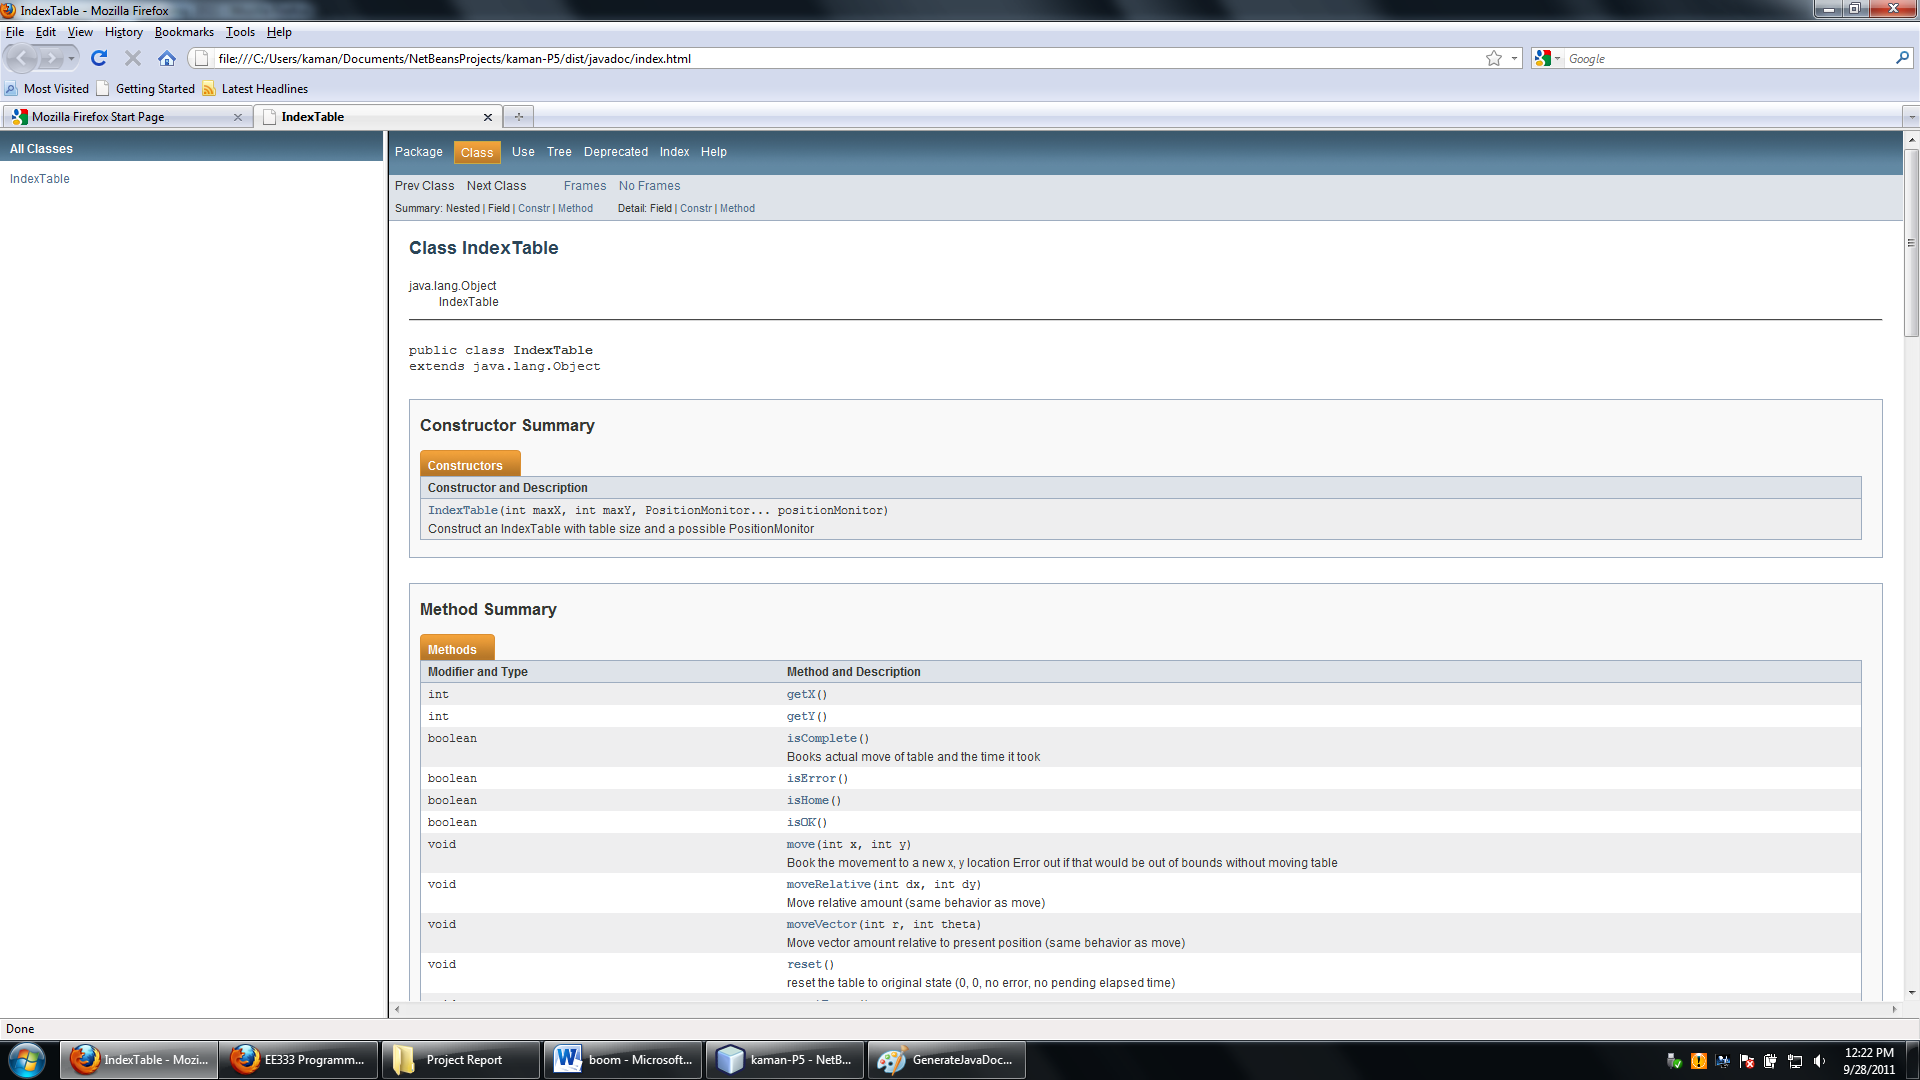 IndexTable - Mozilla Firefox
File Edit View History Bookmarks Tools Help
file:///C:/Users/kaman/Documents/NetBeansProjects/kaman-P5/dist/javadoc/index.html
Google
Most Visited Getting Started Latest Headlines
Mozilla Firefox Start Page
IndexTable
All Classes
IndexTable
Package Class Use Tree Deprecated Index Help
Prev Class Next Class Frames No Frames
Summary: Nested | Field | Constr | Method Detail: Field | Constr | Method
Class IndexTable
java.lang.Object
IndexTable
public class IndexTable
extends java.lang.Object
Constructor Summary
Constructors
Constructor and Description
IndexTable(int maxX, int maxY, PositionMonitor... positionMonitor)
Construct an IndexTable with table size and a possible PositionMonitor
Method Summary
Methods
Modifier and Type Method and Description
int getX()
int getY()
boolean isComplete()
Books actual move of table and the time it took
boolean isError()
boolean isHome()
boolean isOK()
void move(int x, int y)
Book the movement to a new x, y location Error out if that would be out of bounds without moving table
void moveRelative(int dx, int dy)
Move relative amount (same behavior as move)
void moveVector(int r, int theta)
Move vector amount relative to present position (same behavior as move)
void reset()
reset the table to original state (0, 0, no error, no pending elapsed time)
Done
IndexTable - Mozi... EE333 Programm... Project Report boom - Microsoft... kaman-P5 - NetB... GenerateJavaDoc...
12:22 PM
9/28/2011